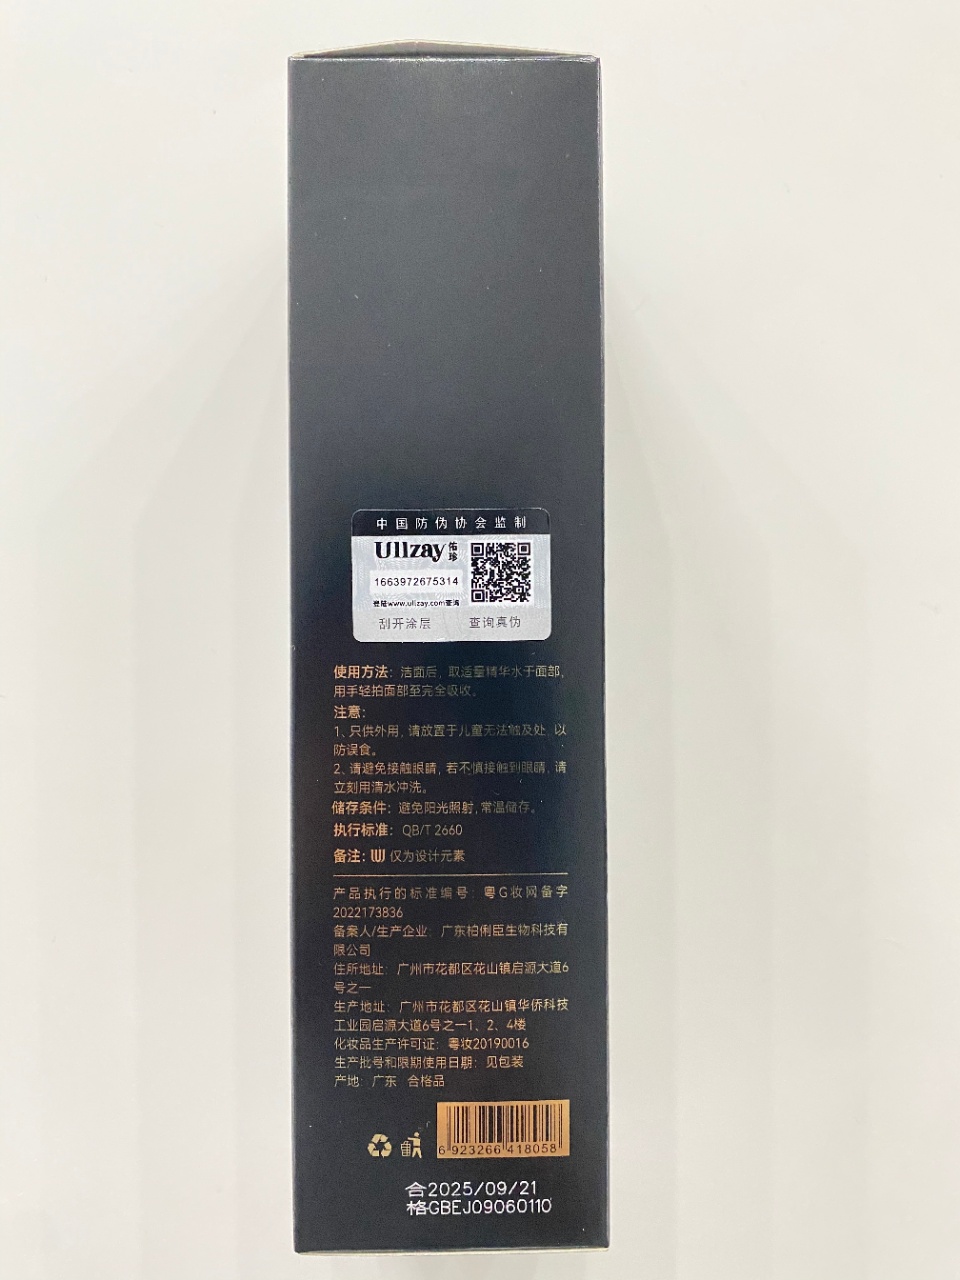 中国防伪协会监制
Ullzay 佑珍
1663972675314
登陆www.ullzay.com查询
刮开涂层 查询真伪
使用方法：洁面后，取适量精华水于面部，
用手轻拍面部至完全吸收。
注意：
1、只供外用，请放置于儿童无法触及处，以
防误食。
2、请避免接触眼睛，若不慎接触到眼睛，请
立刻用清水冲洗。
储存条件：避免阳光照射，常温储存。
执行标准：QB/T 2660
备注：W 仅为设计元素
产品执行的标准编号：粤G妆网备字
2022173836
备案人/生产企业：广东柏俐臣生物科技有
限公司
住所地址：广州市花都区花山镇启源大道6
号之一
生产地址：广州市花都区花山镇华侨科技
工业园启源大道6号之一1、2、4楼
化妆品生产许可证：粤妆20190016
生产批号和限期使用日期：见包装
产地：广东 合格品
6 923266 418058
合2025/09/21
格GBEJ09060110